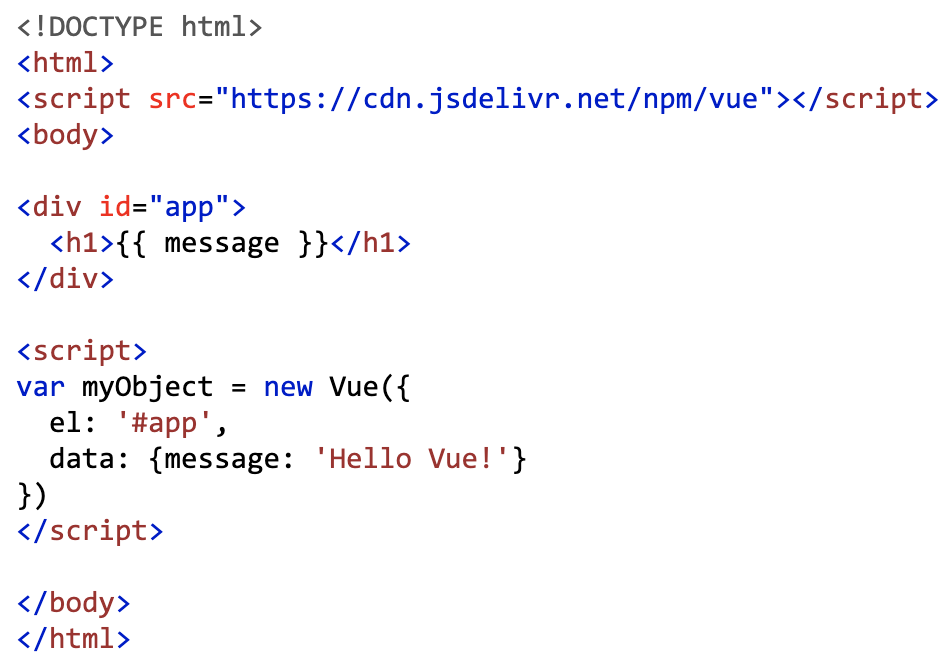 <!DOCTYPE html>
<html>
<script src="https://cdn.jsdelivr.net/npm/vue"></script>
<body>

<div id="app">
  <h1>{{ message }}</h1>
</div>

<script>
var myObject = new Vue({
  el: '#app',
  data: {message: 'Hello Vue!'}
})
</script>

</body>
</html>